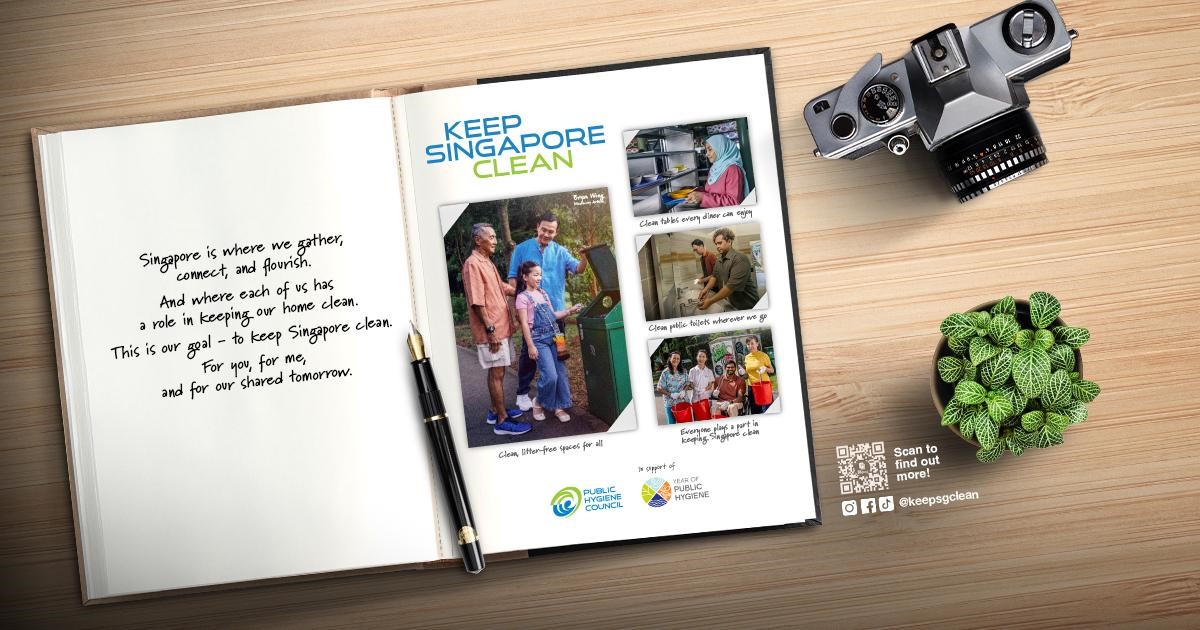 Singapore is where we gather,
connect, and flourish.
And where each of us has
a role in keeping our home clean.
This is our goal – to keep Singapore clean.
For you, for me,
and for our shared tomorrow.
KEEP
SINGAPORE
CLEAN
Bryan Wong
Clean, litter-free spaces for all
Clean tables every diner can enjoy
Clean public toilets wherever we go
Everyone plays a part in
keeping Singapore clean
In support of
PUBLIC
HYGIENE
COUNCIL
YEAR OF
PUBLIC
HYGIENE
Scan to
find out
more!
@keepsgclean